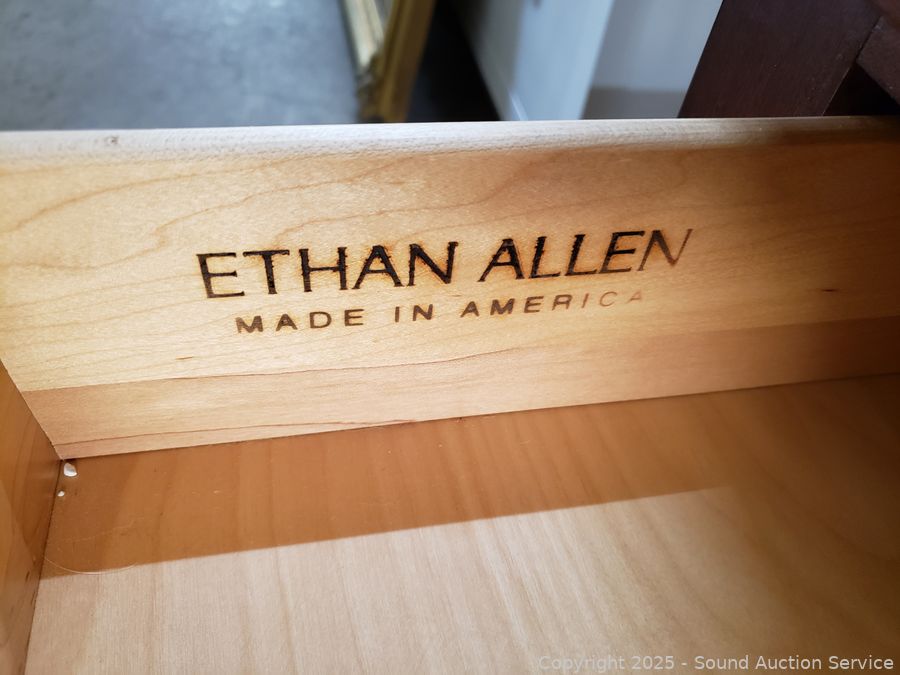 ETHAN ALLEN
MADE IN AMERICA
Copyright 2025 - Sound Auction Service